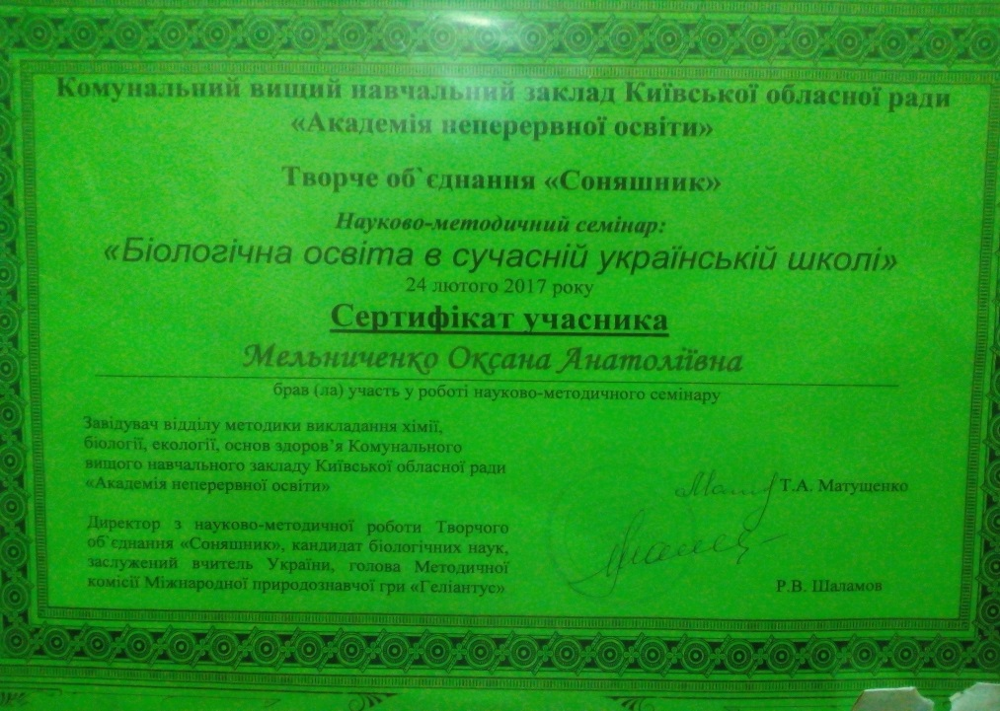 Комунальний вищий навчальний заклад Київської обласної ради
«Академія неперервної освіти»
Творче об`єднання «Соняшник»
Науково-методичний семінар:
«Біологічна освіта в сучасній українській школі»
24 лютого 2017 року
Сертифікат учасника
Мельниченко Оксана Анатоліївна
брав (ла) участь у роботі науково-методичного семінару
Завідувач відділу методики викладання хімії,
біології, екології, основ здоров’я Комунального
вищого навчального закладу Київської обласної ради
«Академія неперервної освіти»
Т.А. Матущенко
Директор з науково-методичної роботи Творчого
об`єднання «Соняшник», кандидат біологічних наук,
заслужений вчитель України, голова Методичної
комісії Міжнародної природознавчої гри «Геліантус»
Р.В. Шаламов